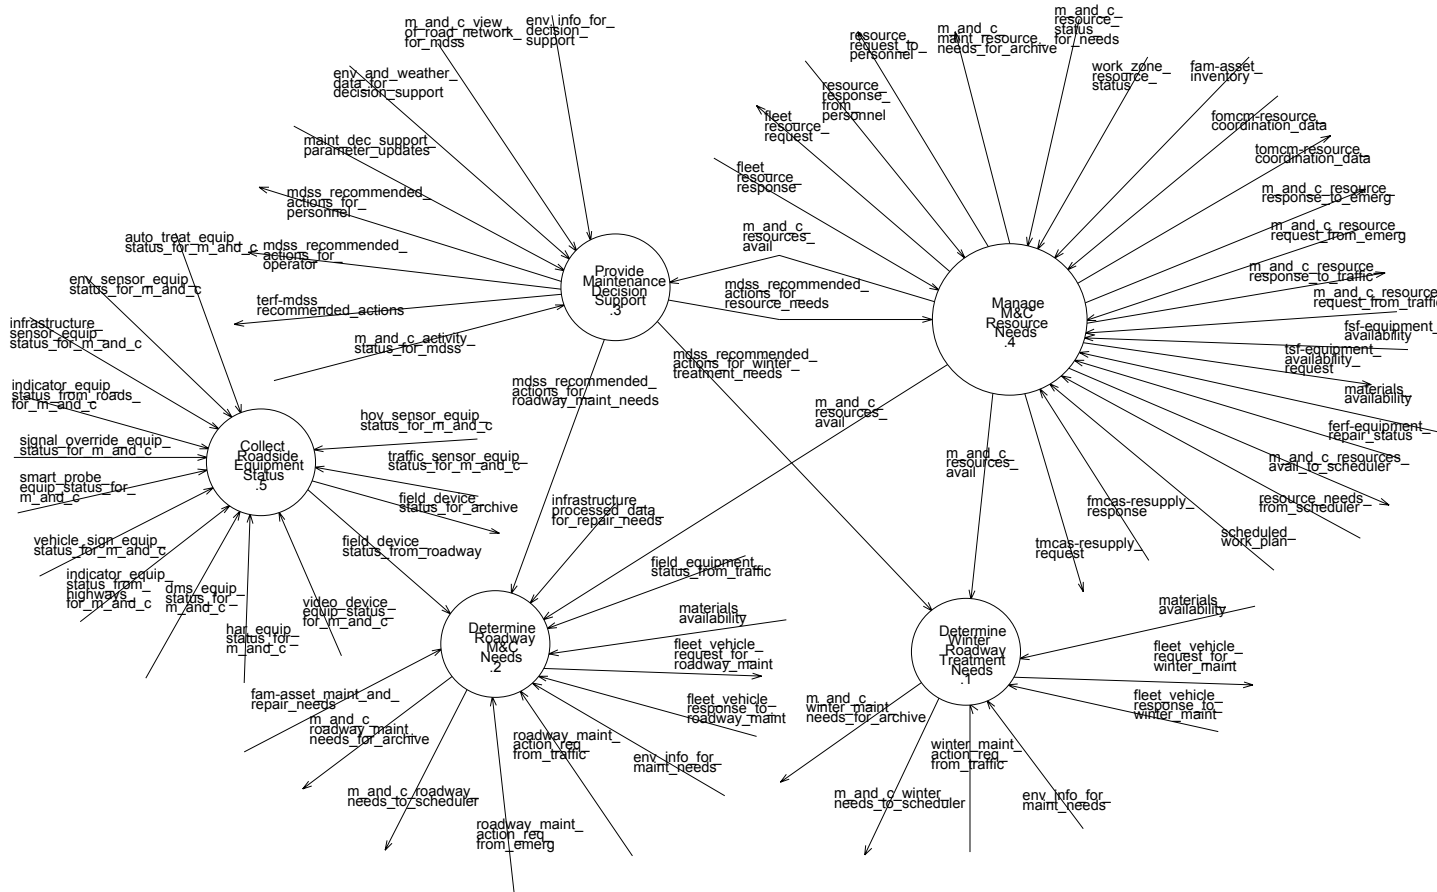 m_and_c_view_
of_road_network_
for_mdss
env_info_for_
decision_
support
env_and_weather_
data_for_
decision_support
maint_dec_support_
parameter_updates
mdss_recommended_
actions_for_
personnel
mdss_recommended_
actions_for_
operator
terf-mdss_
recommended_actions
m_and_c_activity_
status_for_mdss
Provide
Maintenance
Decision
Support
.3
resource_
request_to_
personnel
m_and_c_
maint_resource_
needs_for_archive
m_and_c_
resource_
status_
for_needs
work_zone_
resource_
status
fam-asset_
inventory
resource_
response_
from_
personnel
fleet_
resource_
request
fleet_
resource_
response
fomcm-resource_
coordination_data
tomcm-resource_
coordination_data
m_and_c_resource_
response_to_emerg
m_and_c_resource_
request_from_emerg
m_and_c_resource_
response_to_traffic
m_and_c_resource_
request_from_traffic
fsf-equipment_
availability
tsf-equipment_
availability_
request
materials_
availability
ferf-equipment_
repair_status
m_and_c_resources_
avail_to_scheduler
resource_needs_
from_scheduler
scheduled_
work_plan
fmcas-resupply_
response
tmcas-resupply_
request
Manage
M&C
Resource
Needs
.4
m_and_c_
resources_
avail
mdss_recommended_
actions_for_
resource_needs
mdss_recommended_
actions_for_winter_
treatment_needs
mdss_recommended_
actions_for_
roadway_maint_needs
m_and_c_
resources_
avail
m_and_c_
resources_
avail
auto_treat_equip_
status_for_m_and_c
env_sensor_equip_
status_for_m_and_c
infrastructure_
sensor_equip_
status_for_m_and_c
indicator_equip_
status_from_roads_
for_m_and_c
signal_override_equip_
status_for_m_and_c
smart_probe_
equip_status_for_
m_and_c
vehicle_sign_equip_
status_for_m_and_c
indicator_equip_
status_from_
highways_
for_m_and_c
dms_equip_
status_for_
m_and_c
har_equip_
status_for_
m_and_c
video_device_
equip_status_
for_m_and_c
hov_sensor_equip_
status_for_m_and_c
traffic_sensor_equip_
status_for_m_and_c
field_device_
status_for_archive
field_device_
status_from_roadway
Collect
Roadside
Equipment
Status
.5
infrastructure_
processed_data_
for_repair_needs
field_equipment_
status_from_traffic
materials_
availability
fleet_vehicle_
request_for_
roadway_maint
fleet_vehicle_
response_to_
roadway_maint
env_info_for_
maint_needs
roadway_maint_
action_req_
from_traffic
roadway_maint_
action_req_
from_emerg
m_and_c_roadway_
needs_to_scheduler
m_and_c_
roadway_maint_
needs_for_archive
fam-asset_maint_and_
repair_needs
Determine
Roadway
M&C
Needs
.2
Determine
Winter
Roadway
Treatment
Needs
.1
materials_
availability
fleet_vehicle_
request_for_
winter_maint
fleet_vehicle_
response_to_
winter_maint
m_and_c_
winter_maint_
needs_for_archive
winter_maint_
action_req_
from_traffic
m_and_c_winter_
needs_to_scheduler
env_info_for_
maint_needs